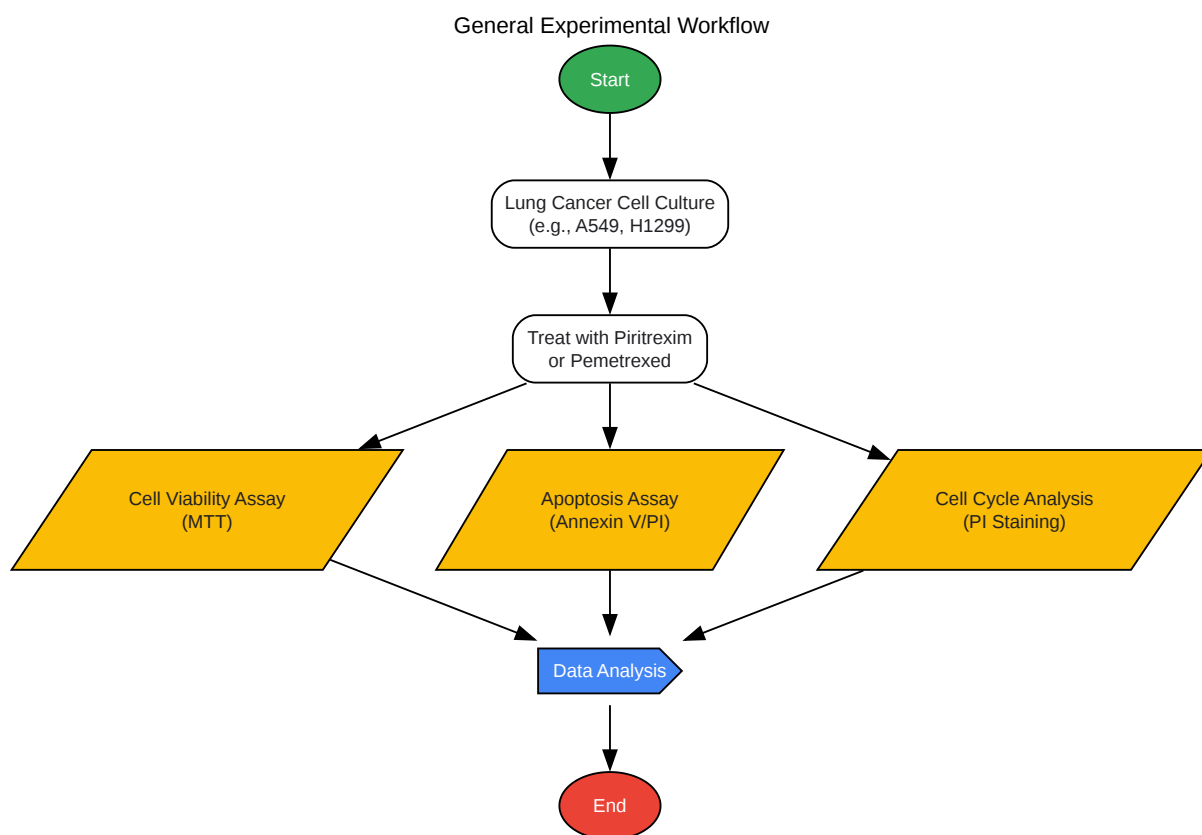 General Experimental Workflow
Start
Lung Cancer Cell Culture
(e.g., A549, H1299)
Treat with Piritrexim
or Pemetrexed
Cell Viability Assay
(MTT)
Apoptosis Assay
(Annexin V/PI)
Cell Cycle Analysis
(PI Staining)
Data Analysis
End